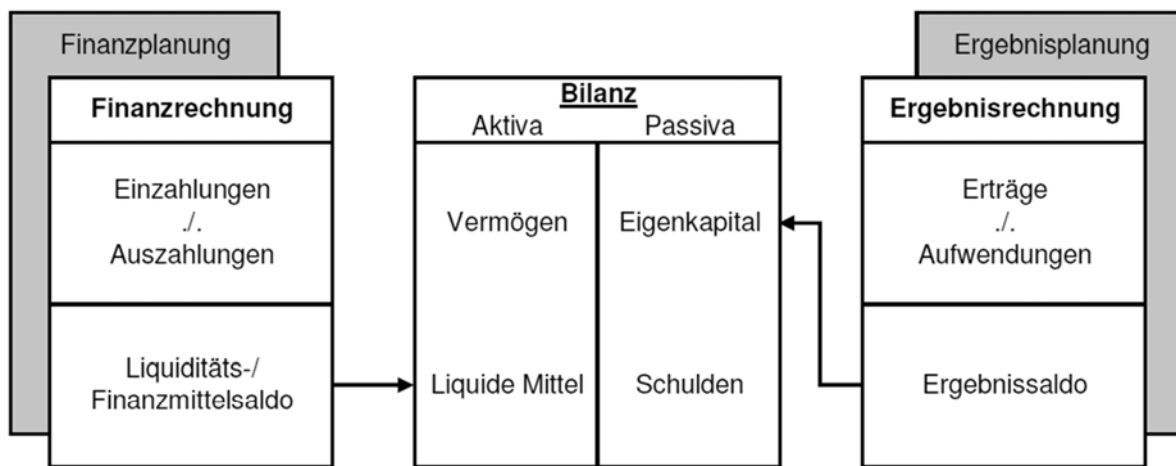 Finanzplanung
Finanzrechnung
Einzahlungen
./.
Auszahlungen
Liquiditäts-/
Finanzmittelsaldo
Bilanz
Aktiva Passiva
Vermögen Eigenkapital
Liquide Mittel Schulden
Ergebnisplanung
Ergebnisrechnung
Erträge
./.
Aufwendungen
Ergebnissaldo